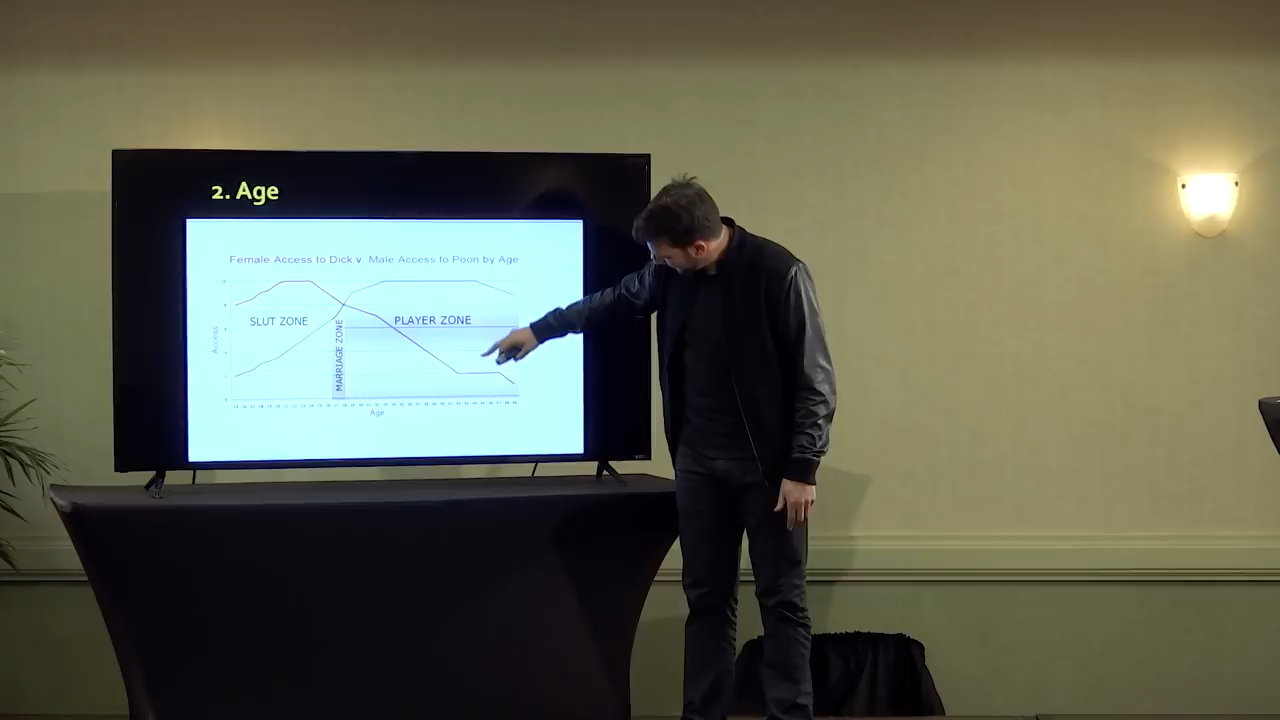 2. Age
Female Access to Dick v. Male Access to Poon by Age
SLUT ZONE
PLAYER ZONE
MARRIAGE ZONE
Access
Age